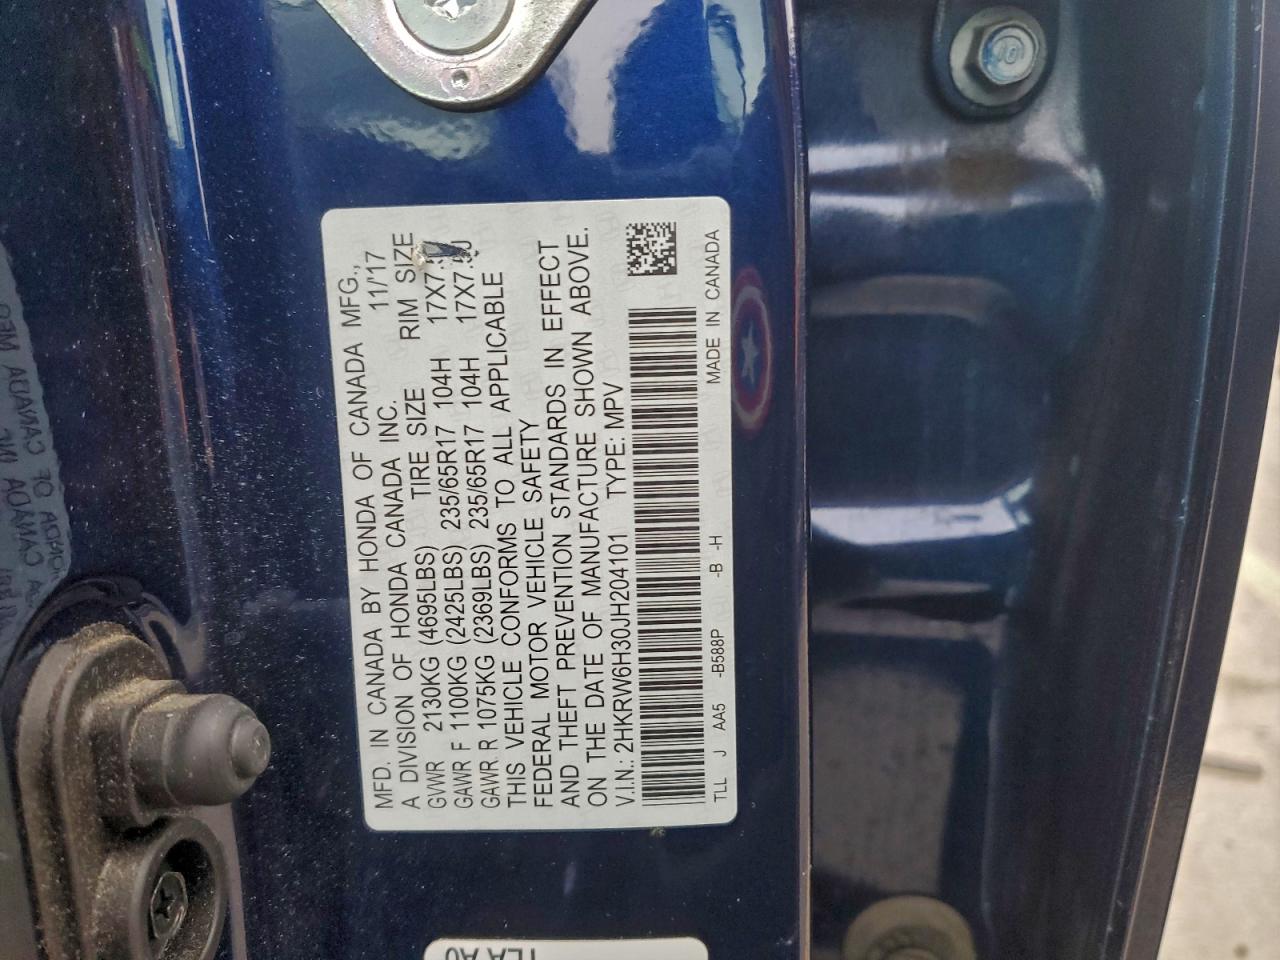 MFD. IN CANADA BY HONDA OF CANADA MFG.,
A DIVISION OF HONDA CANADA INC. 11/17
GVWR 2130KG (4695LBS) TIRE SIZE RIM SIZE
GAWR F 1100KG (2425LBS) 235/65R17 104H 17X7.
GAWR R 1075KG (2369LBS) 235/65R17 104H 17X7.5J
THIS VEHICLE CONFORMS TO ALL APPLICABLE
FEDERAL MOTOR VEHICLE SAFETY
AND THEFT PREVENTION STANDARDS IN EFFECT
ON THE DATE OF MANUFACTURE SHOWN ABOVE.
V.I.N.: 2HKRW6H30JH204101 TYPE: MPV
TLL J AA5 -B588P -B -H MADE IN CANADA